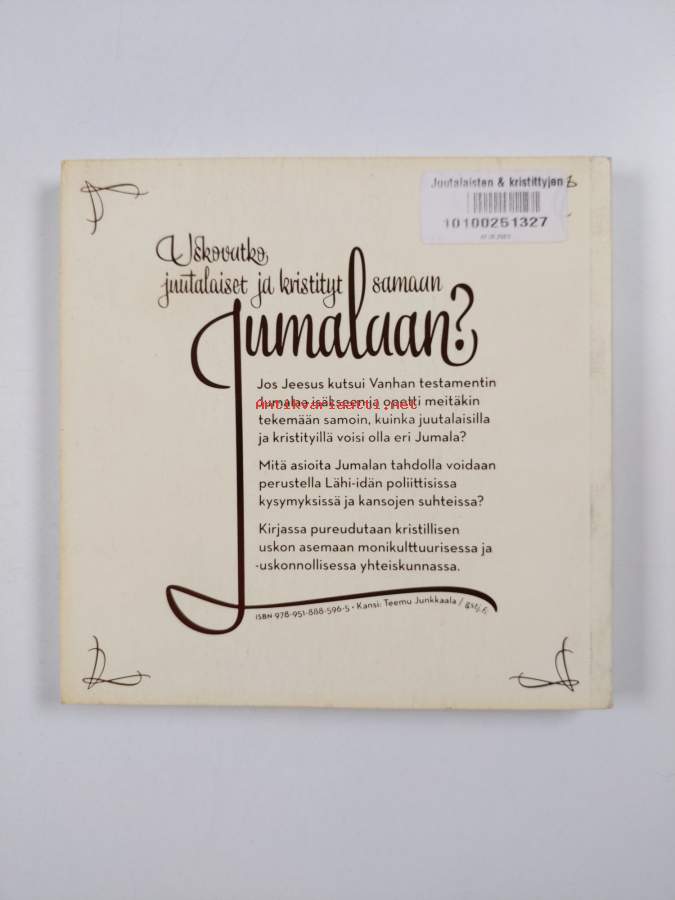 Juutalaisten & kristittyjen
10100251327
Uskovatko
juutalaiset ja kristityt samaan
Jumalaan?
Jos Jeesus kutsui Vanhan testamentin
Jumalaa isäkseen ja opetti meitäkin
antikvariaatti.net
tekemään samoin, kuinka juutalaisilla
ja kristityillä voisi olla eri Jumala?
Mitä asioita Jumalan tahdolla voidaan
perustella Lähi-idän poliittisissa
kysymyksissä ja kansojen suhteissa?
Kirjassa pureudutaan kristillisen
uskon asemaan monikulttuurisessa ja
-uskonnollisessa yhteiskunnassa.
ISBN 978-951-888-596-5 • Kansi: Teemu Junkkaala /